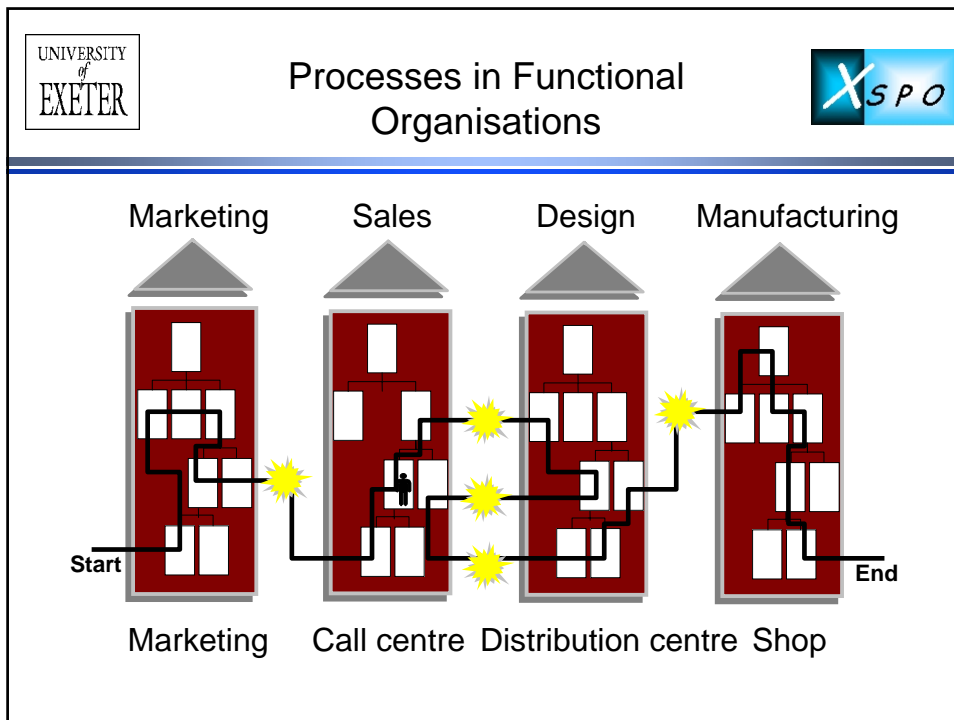 UNIVERSITY
of
EXETER
Processes in Functional
Organisations
XSPO
Marketing Sales Design Manufacturing
Start
End
Marketing Call centre Distribution centre Shop